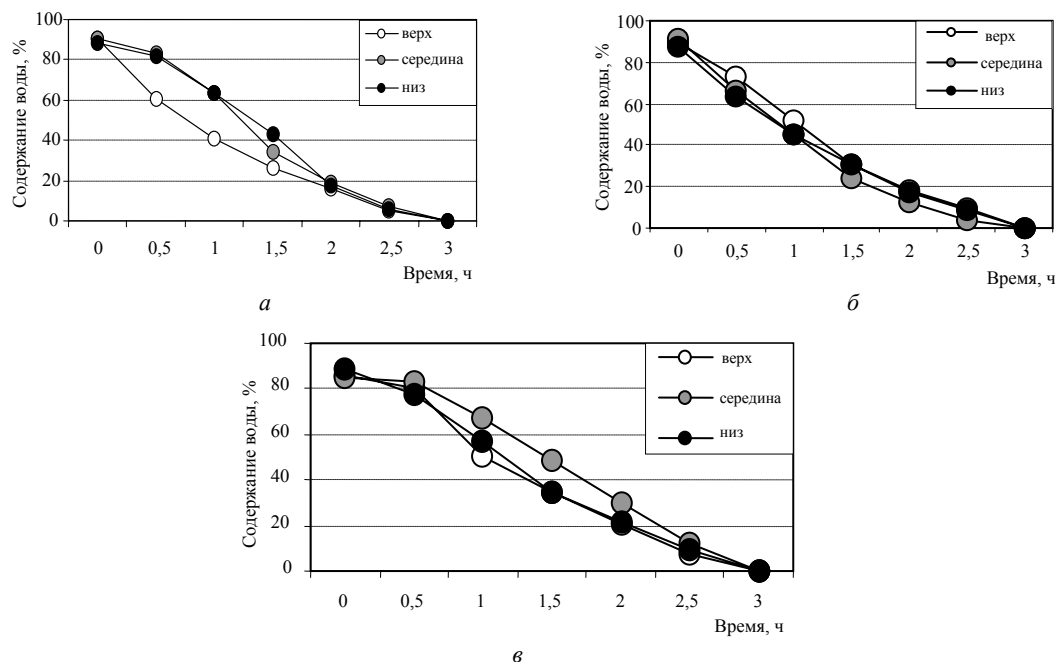 Содержание воды, %
100
80
60
40
20
0
0 0,5 1 1,5 2 2,5 3
Время, ч
верх
середина
низ
а
Содержание воды, %
100
80
60
40
20
0
0 0,5 1 1,5 2 2,5 3
Время, ч
верх
середина
низ
б
Содержание воды, %
100
80
60
40
20
0
0 0,5 1 1,5 2 2,5 3
Время, ч
верх
середина
низ
в